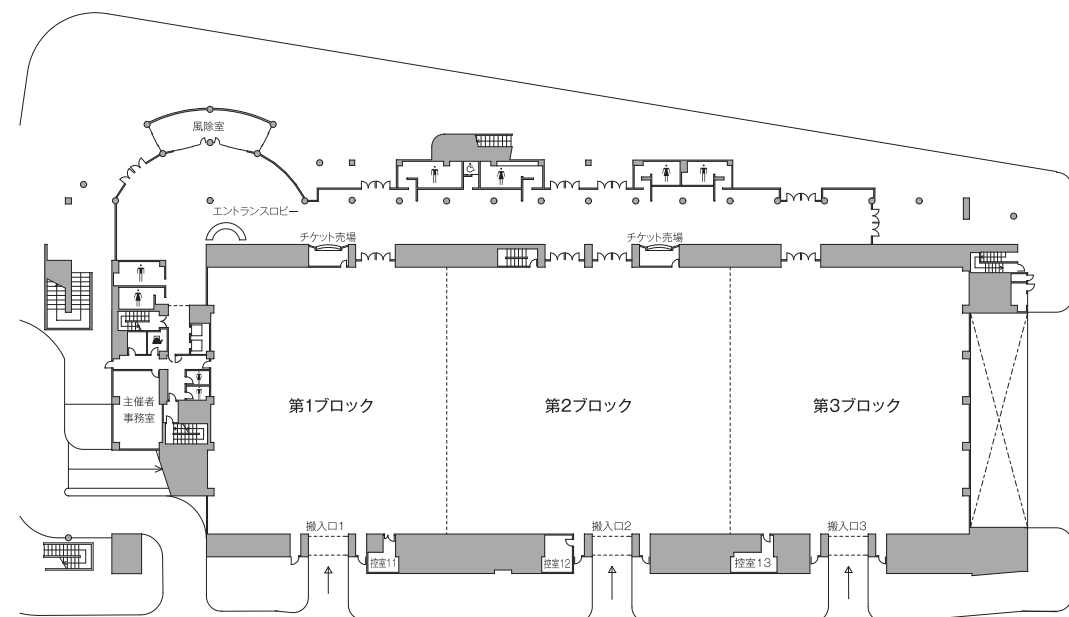 風除室
エントランスロビー
チケット売場
チケット売場
主催者
事務室
第1ブロック
第2ブロック
第3ブロック
搬入口1
搬入口2
搬入口3
控室11
控室12
控室13